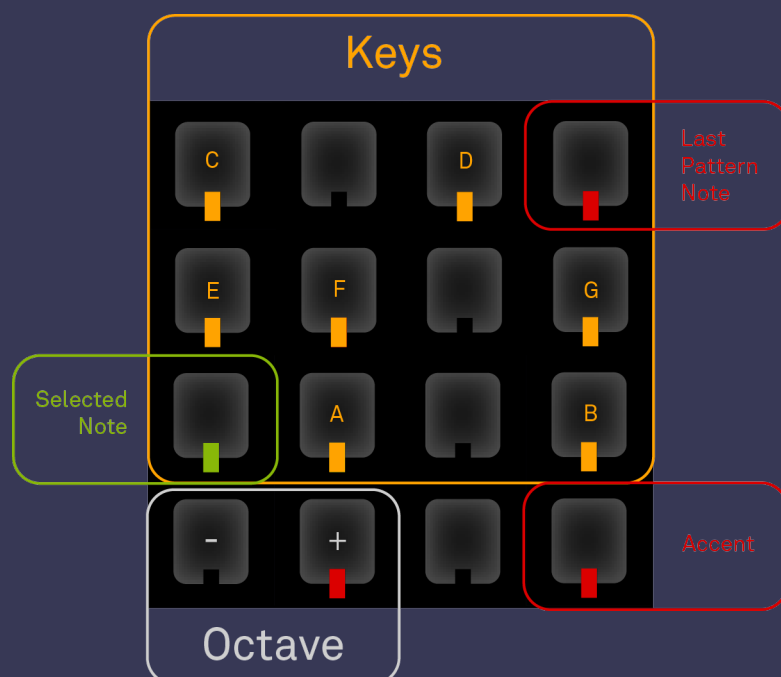 Keys
C
D
Last
Pattern
Note
E
F
G
Selected
Note
A
B
-
+
Accent
Octave